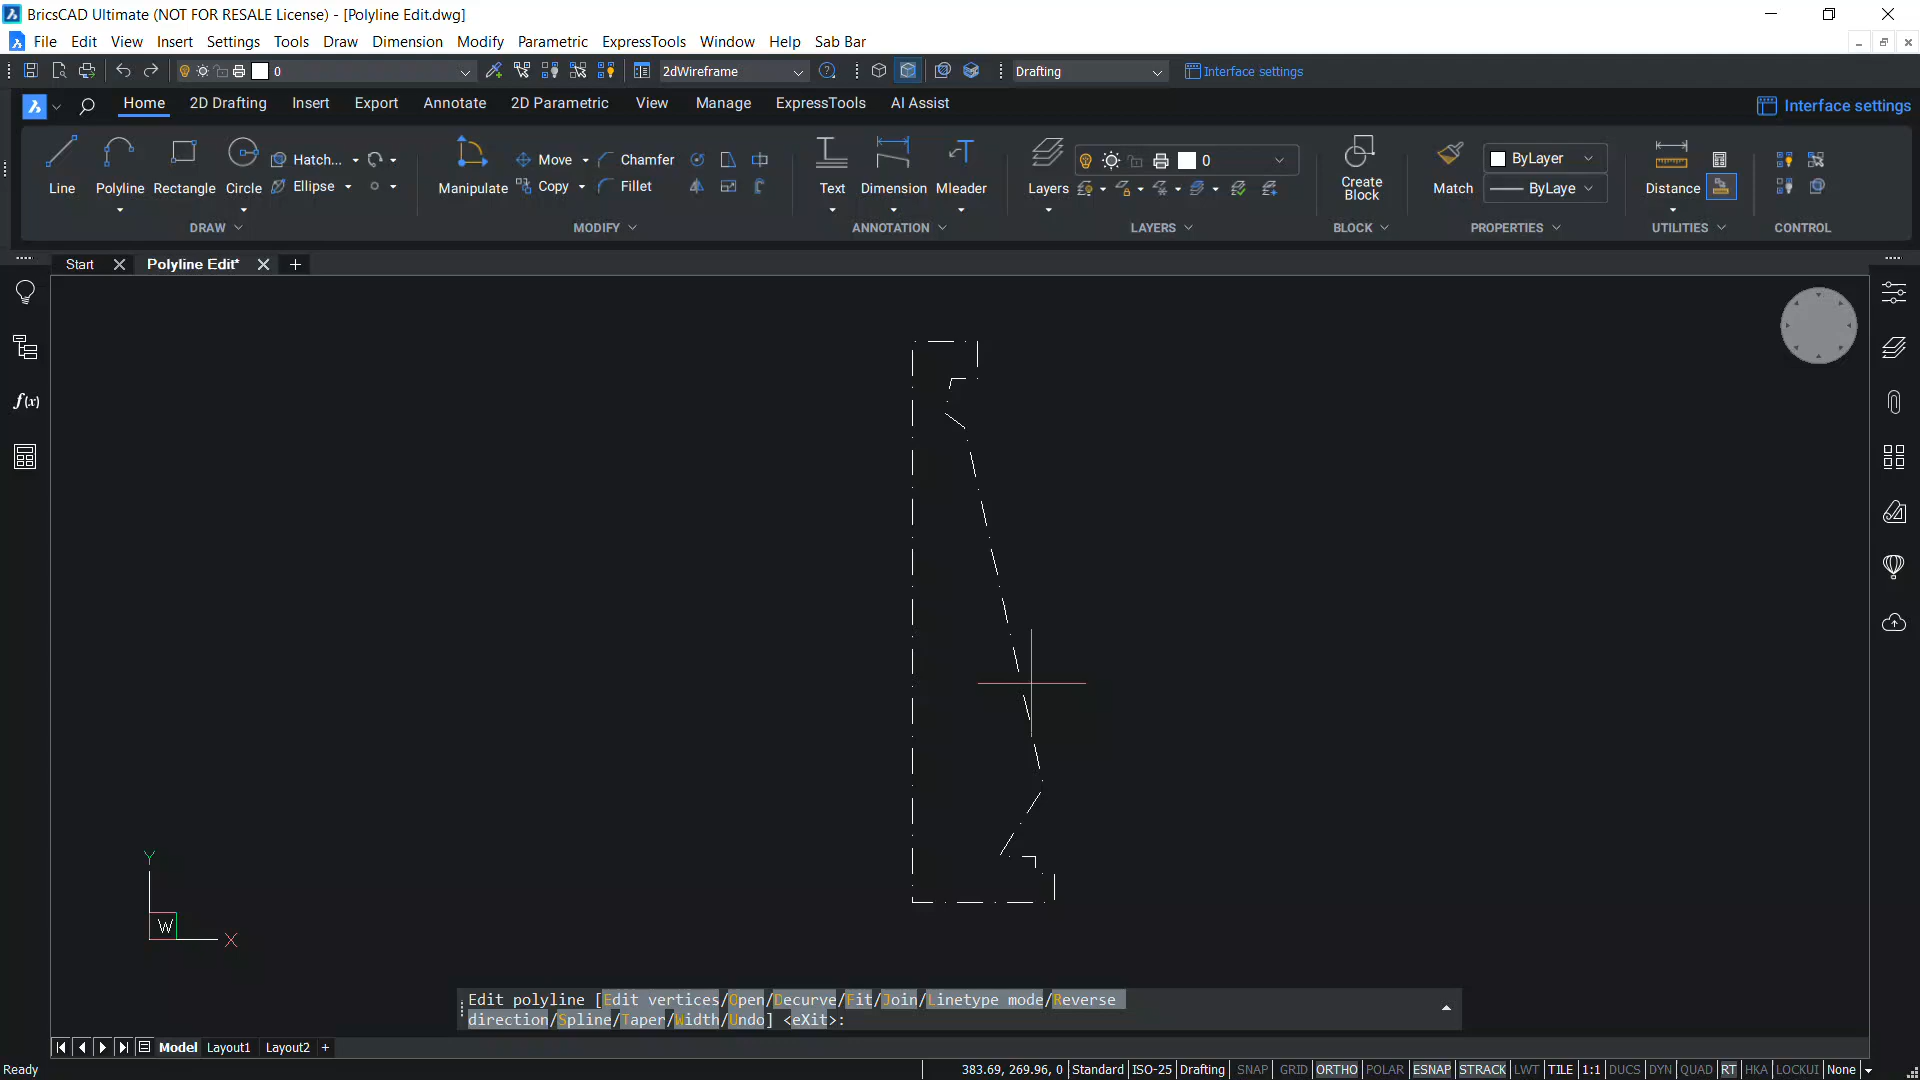 BricsCAD Ultimate (NOT FOR RESALE License) - [Polyline Edit.dwg]
File Edit View Insert Settings Tools Draw Dimension Modify Parametric ExpressTools Window Help Sab Bar
0 2dWireframe Drafting Interface settings
Home 2D Drafting Insert Export Annotate 2D Parametric View Manage ExpressTools AI Assist Interface settings
Hatch... Move Chamfer 0 ByLayer
Line Polyline Rectangle Circle Ellipse Manipulate Copy Fillet Text Dimension Mleader Layers Create Block Match ByLaye Distance
DRAW MODIFY ANNOTATION LAYERS BLOCK PROPERTIES UTILITIES CONTROL
Start Polyline Edit*
f(x)
Y
W
X
Edit polyline [Edit vertices/Open/Decurve/Fit/Join/Linetype mode/Reverse
direction/Spline/Taper/Width/Undo] <eXit>:
Model Layout1 Layout2 +
Ready 383.69, 269.96, 0 Standard ISO-25 Drafting SNAP GRID ORTHO POLAR ESNAP STRACK LWT TILE 1:1 DUCS DYN QUAD RT HKA LOCKUI None